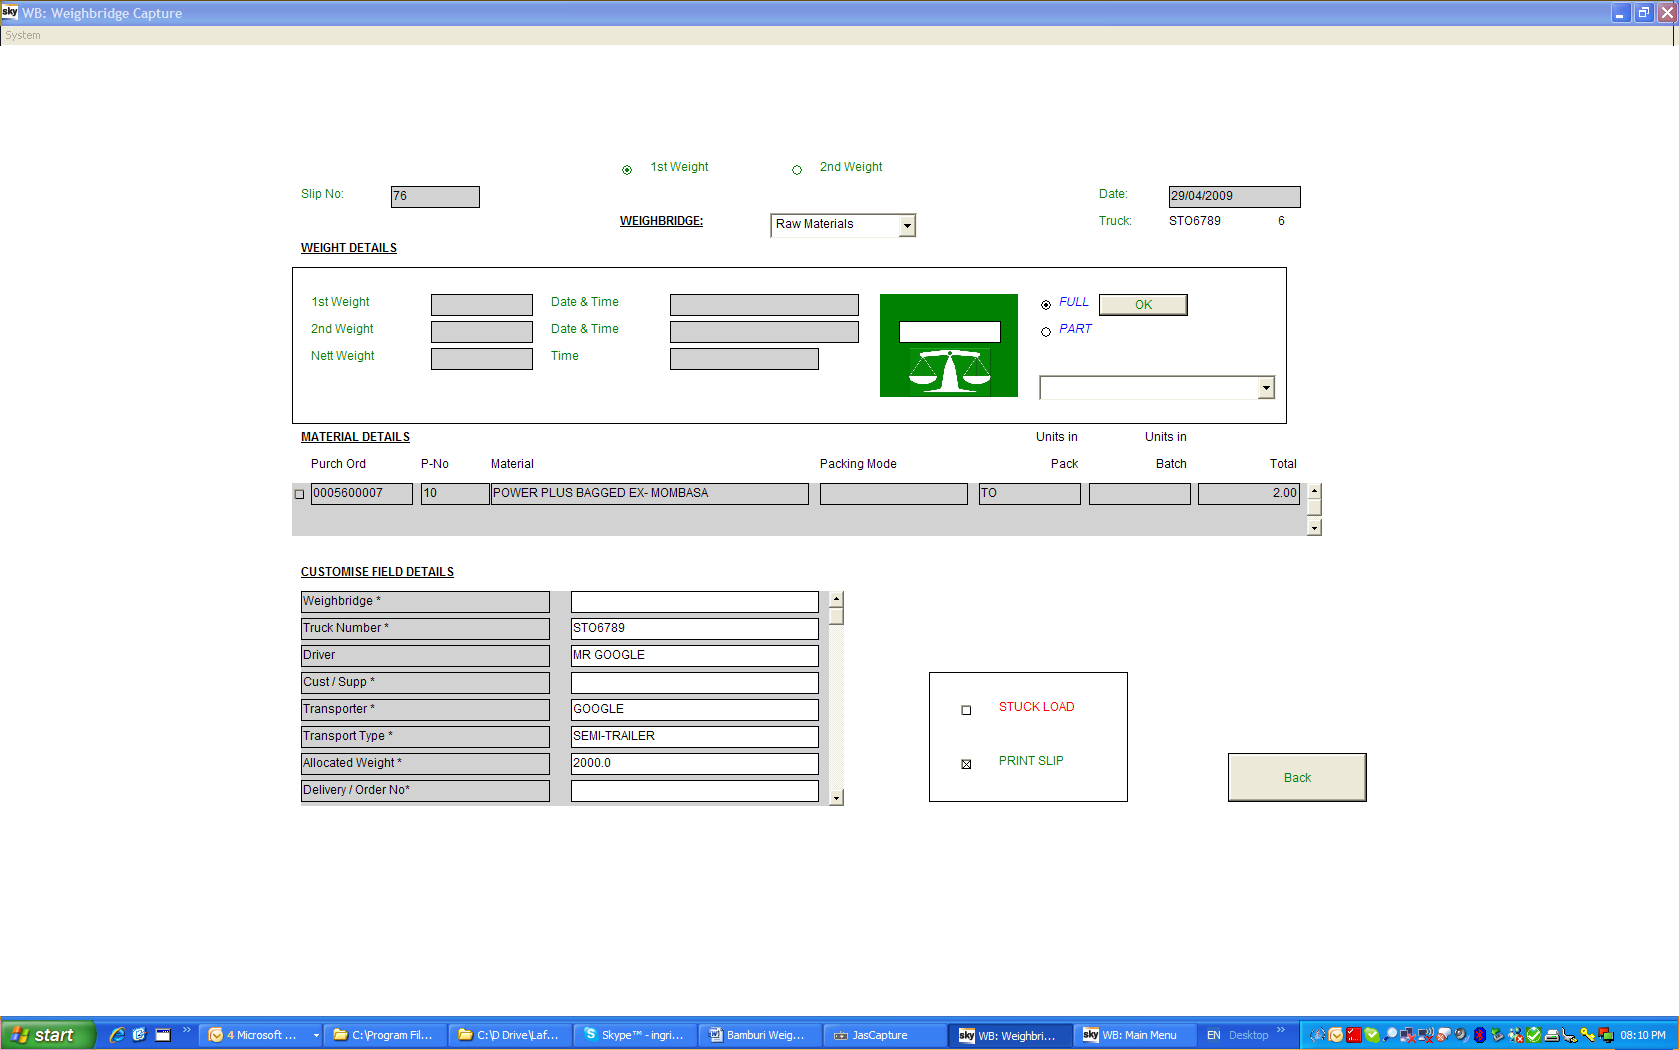 sky WB: Weighbridge Capture
System
1st Weight 2nd Weight
Slip No: 76 Date: 29/04/2009
WEIGHBRIDGE: Raw Materials Truck: STO6789 6
WEIGHT DETAILS
1st Weight Date & Time FULL OK
2nd Weight Date & Time PART
Nett Weight Time
MATERIAL DETAILS Units in Units in
Purch Ord P-No Material Packing Mode Pack Batch Total
0005600007 10 POWER PLUS BAGGED EX- MOMBASA TO 2.00
CUSTOMISE FIELD DETAILS
Weighbridge *
Truck Number * STO6789
Driver MR GOOGLE
Cust / Supp *
Transporter * GOOGLE
Transport Type * SEMI-TRAILER
Allocated Weight * 2000.0
Delivery / Order No*
STUCK LOAD
PRINT SLIP
Back
start 4 Microsoft ... C:\Program Fil... C:\D Drive\Laf... Skype™ - ingri... Bamburi Weig... JasCapture sky WB: Weighbri... sky WB: Main Menu EN Desktop 08:10 PM